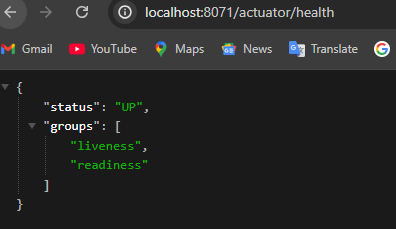 localhost:8071/actuator/health
Gmail YouTube Maps News Translate
{
"status": "UP",
"groups": [
"liveness",
"readiness"
]
}